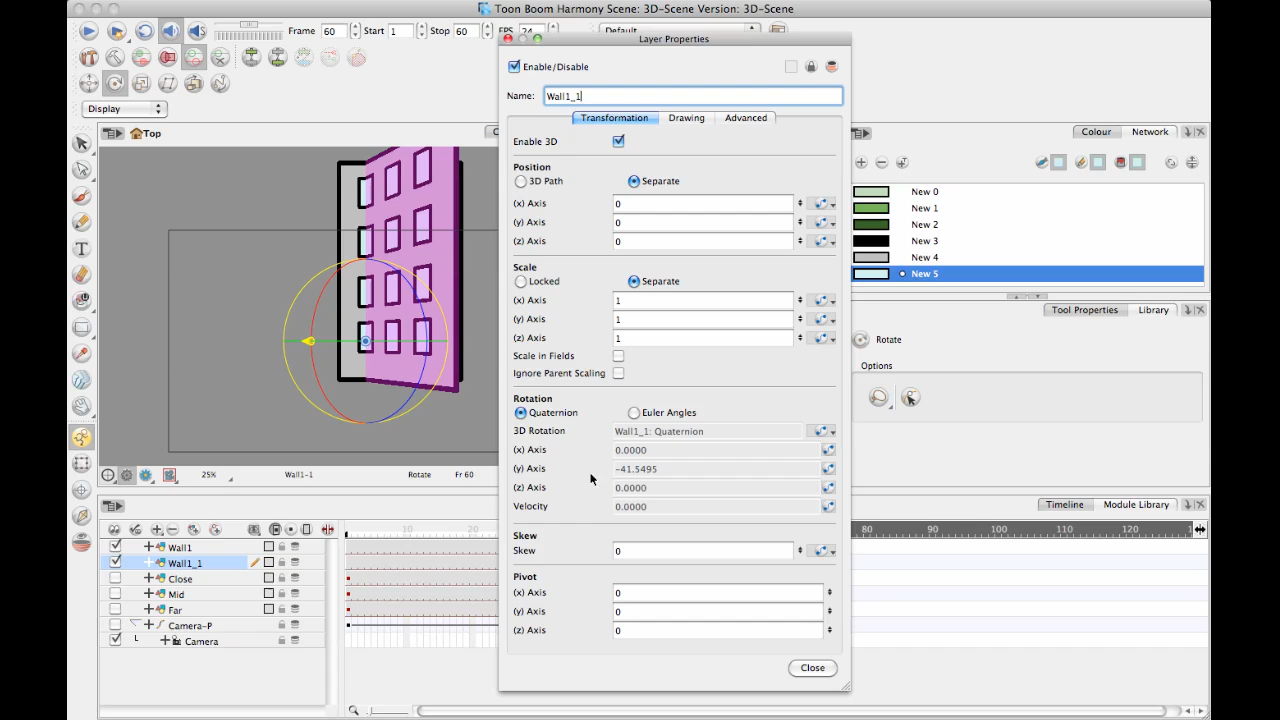 Toon Boom Harmony Scene: 3D-Scene Version: 3D-Scene
Frame 60 Start 1 Stop 60 FPS 24 Default
Display
Top
Layer Properties
Enable/Disable
Name: Wall1_1
Transformation Drawing Advanced
Enable 3D
Position
3D Path Separate
(x) Axis 0
(y) Axis 0
(z) Axis 0
Scale
Locked Separate
(x) Axis 1
(y) Axis 1
(z) Axis 1
Scale in Fields
Ignore Parent Scaling
Rotation
Quaternion Euler Angles
3D Rotation Wall1_1: Quaternion
(x) Axis 0.0000
(y) Axis -41.5495
(z) Axis 0.0000
Velocity 0.0000
Skew
Skew 0
Pivot
(x) Axis 0
(y) Axis 0
(z) Axis 0
Close
Colour Network
New 0
New 1
New 2
New 3
New 4
New 5
Tool Properties Library
Rotate
Options
25% Wall1-1 Rotate Fr 60
Timeline Module Library
10 20 80 90 100 110 120
Wall1
Wall1_1
Close
Mid
Far
Camera-P
Camera